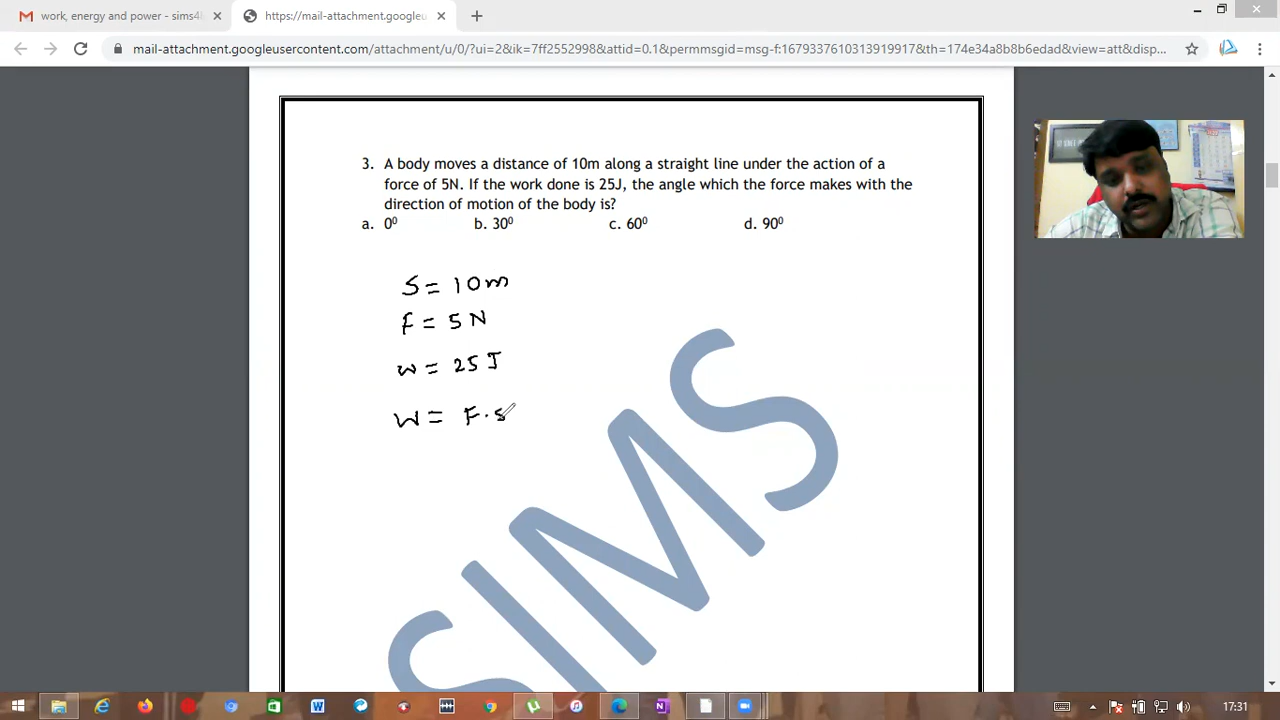 work, energy and power - sims4
https://mail-attachment.googleu
mail-attachment.googleusercontent.com/attachment/u/0/?ui=2&ik=7ff2552998&attid=0.1&permmsgid=msg-f:1679337610313919917&th=174e34a8b8b6edad&view=att&disp...
3. A body moves a distance of 10m along a straight line under the action of a
force of 5N. If the work done is 25J, the angle which the force makes with the
direction of motion of the body is?
a. 0⁰ b. 30⁰ c. 60⁰ d. 90⁰
S = 10m
F = 5 N
W = 25 J
W = F.S
SIMS
17:31